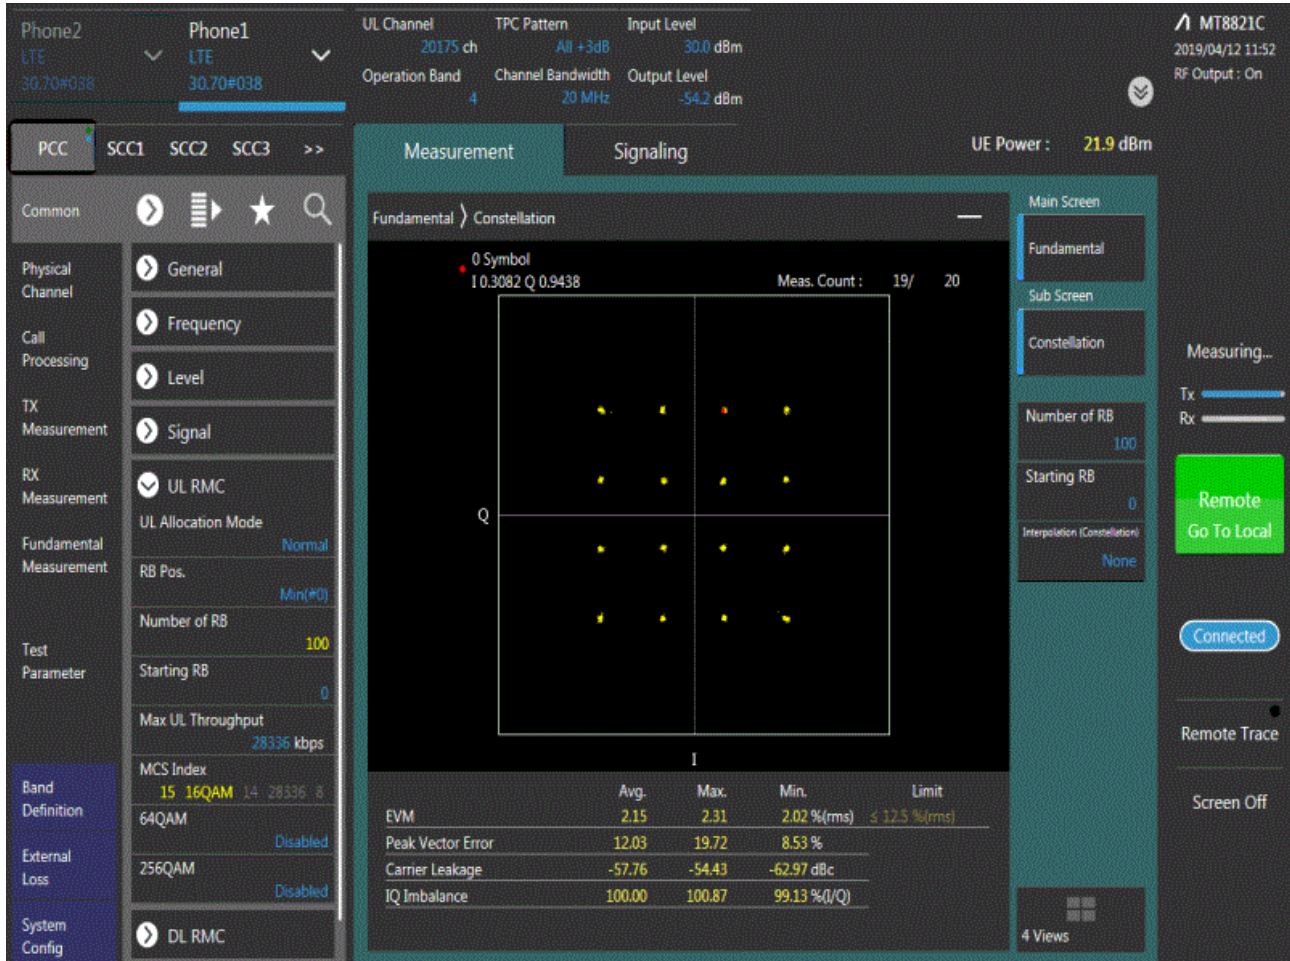 Phone2
LTE
30.70#038
Phone1
LTE
30.70#038
UL Channel
20175 ch
Operation Band
4
TPC Pattern
All +3dB
Channel Bandwidth
20 MHz
Input Level
30.0 dBm
Output Level
-54.2 dBm
MT8821C
2019/04/12 11:52
RF Output : On
PCC SCC1 SCC2 SCC3 >>
Measurement Signaling
UE Power : 21.9 dBm
Common
Physical
Channel
Call
Processing
TX
Measurement
RX
Measurement
Fundamental
Measurement
Test
Parameter
Band
Definition
External
Loss
System
Config
General
Frequency
Level
Signal
UL RMC
UL Allocation Mode
Normal
RB Pos.
Min(#0)
Number of RB
100
Starting RB
0
Max UL Throughput
28336 kbps
MCS Index
15 16QAM 14 28336 8
64QAM
Disabled
256QAM
Disabled
DL RMC
Fundamental Constellation
0 Symbol
I 0.3082 Q 0.9438
Meas. Count : 19/ 20
Q
I
Avg. Max. Min. Limit
EVM 2.15 2.31 2.02 %(rms) ≤ 12.5 %(rms)
Peak Vector Error 12.03 19.72 8.53 %
Carrier Leakage -57.76 -54.43 -62.97 dBc
IQ Imbalance 100.00 100.87 99.13 %(I/Q)
Main Screen
Fundamental
Sub Screen
Constellation
Number of RB
100
Starting RB
0
Interpolation (Constellation)
None
4 Views
Measuring...
Tx
Rx
Remote
Go To Local
Connected
Remote Trace
Screen Off